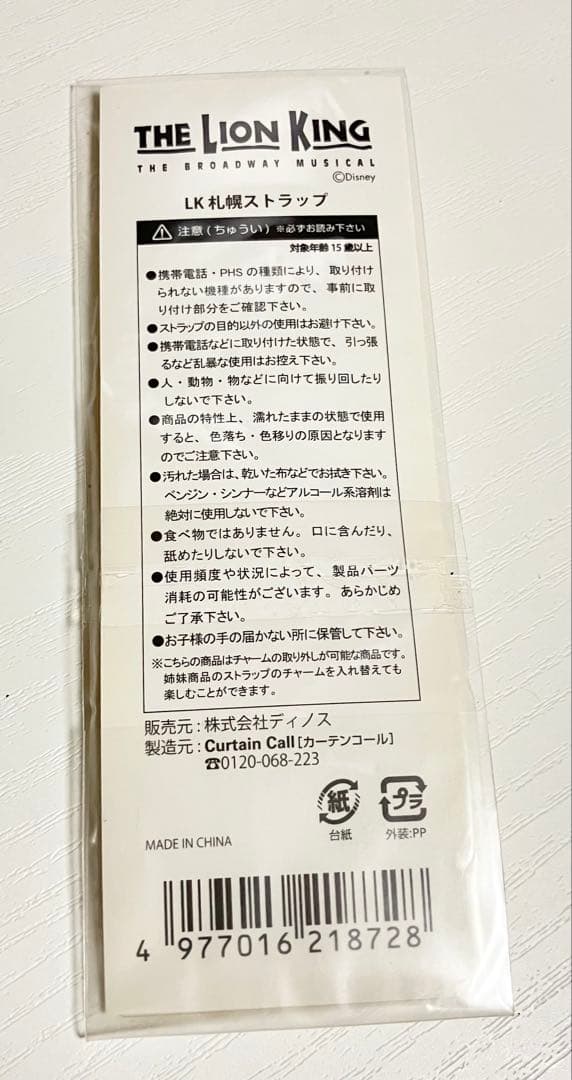 THE LION KING
THE BROADWAY MUSICAL
©Disney
LK 札幌ストラップ
注意(ちゅうい)※必ずお読み下さい
対象年齢 15 歳以上
●携帯電話・PHS の種類により、取り付け
られない機種がありますので、事前に取
り付け部分をご確認下さい。
●ストラップの目的以外の使用はお避け下さい。
●携帯電話などに取り付けた状態で、引っ張
るなど乱暴な使用はお控え下さい。
●人・動物・物などに向けて振り回したり
しないで下さい。
●商品の特性上、濡れたままの状態で使用
すると、色落ち・色移りの原因となります
のでご注意下さい。
●汚れた場合は、乾いた布などでお拭き下さい。
ベンジン・シンナーなどアルコール系溶剤は
絶対に使用しないで下さい。
●食べ物ではありません。口に含んだり、
舐めたりしないで下さい。
●使用頻度や状況によって、製品パーツ
消耗の可能性がございます。あらかじめ
ご了承下さい。
●お子様の手の届かない所に保管して下さい。
※こちらの商品はチャームの取り外しが可能な商品です。
姉妹商品のストラップのチャームを入れ替えても
楽しむことができます。
販売元:株式会社ディノス
製造元:Curtain Call[カーテンコール]
☎0120-068-223
紙
プラ
台紙
外装:PP
MADE IN CHINA
4 977016 218728